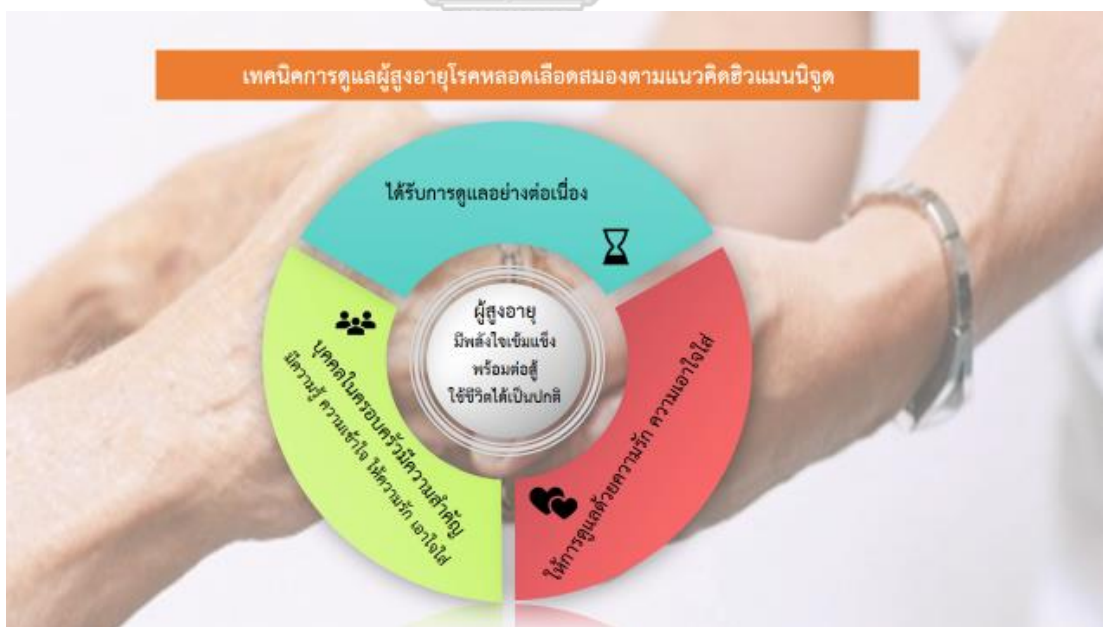 เทคนิคการดูแลผู้สูงอายุโรคหลอดเลือดสมองตามแนวคิดฮิวแมนนิจูด
ได้รับการดูแลอย่างต่อเนื่อง
ผู้สูงอายุ
มีพลังใจเข้มแข็ง
พร้อมต่อสู้
ใช้ชีวิตได้เป็นปกติ
บุคคลในครอบครัวมีความสำคัญ
มีความรู้ ความเข้าใจ ให้ความรัก เอาใจใส่
ให้การดูแลด้วยความรัก ความเอาใจใส่